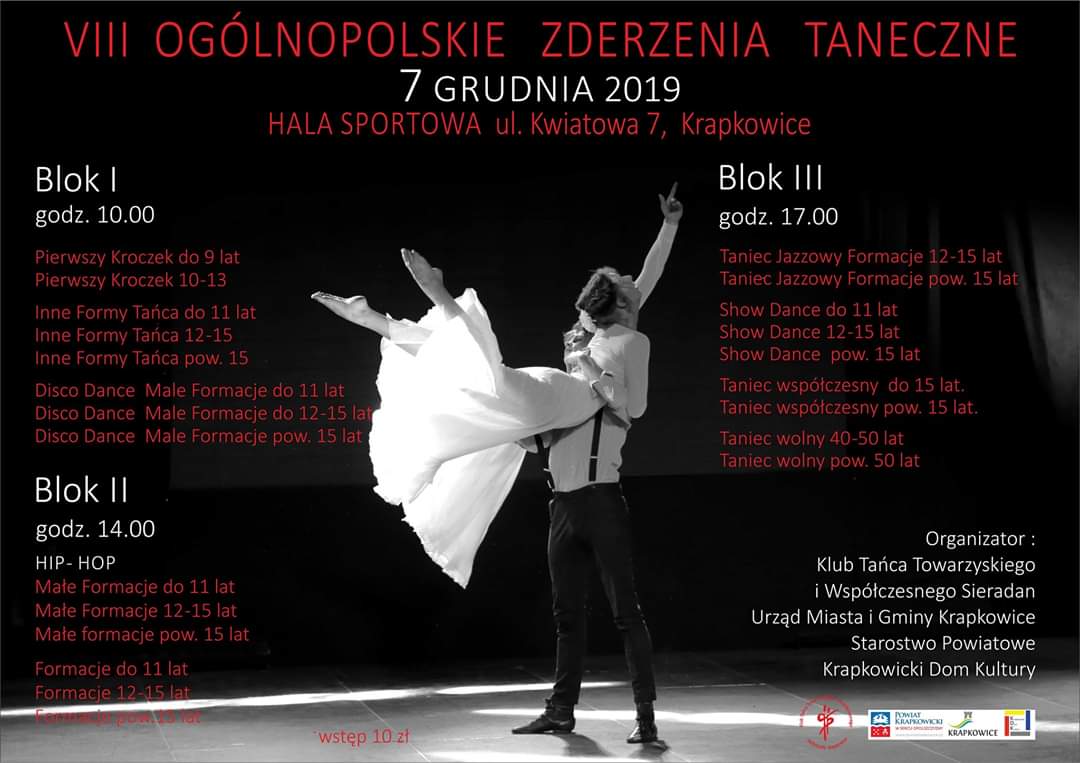 VIII OGÓLNOPOLSKIE ZDERZENIA TANECZNE
7 GRUDNIA 2019
HALA SPORTOWA ul. Kwiatowa 7, Krapkowice
Blok I
godz. 10.00
Pierwszy Kroczek do 9 lat
Pierwszy Kroczek 10-13
Inne Formy Tańca do 11 lat
Inne Formy Tańca 12-15
Inne Formy Tańca pow. 15
Disco Dance Male Formacje do 11 lat
Disco Dance Male Formacje do 12-15 lat
Disco Dance Male Formacje pow. 15 lat
Blok II
godz. 14.00
HIP- HOP
Małe Formacje do 11 lat
Małe Formacje 12-15 lat
Małe formacje pow. 15 lat
Formacje do 11 lat
Formacje 12-15 lat
Formacje pow. 15 lat
wstęp 10 zł
Blok III
godz. 17.00
Taniec Jazzowy Formacje 12-15 lat
Taniec Jazzowy Formacje pow. 15 lat
Show Dance do 11 lat
Show Dance 12-15 lat
Show Dance pow. 15 lat
Taniec współczesny do 15 lat.
Taniec współczesny pow. 15 lat.
Taniec wolny 40-50 lat
Taniec wolny pow. 50 lat
Organizator :
Klub Tańca Towarzyskiego
i Współczesnego Sieradan
Urząd Miasta i Gminy Krapkowice
Starostwo Powiatowe
Krapkowicki Dom Kultury
POWIAT
KRAPKOWICKI
KRAPKOWICE